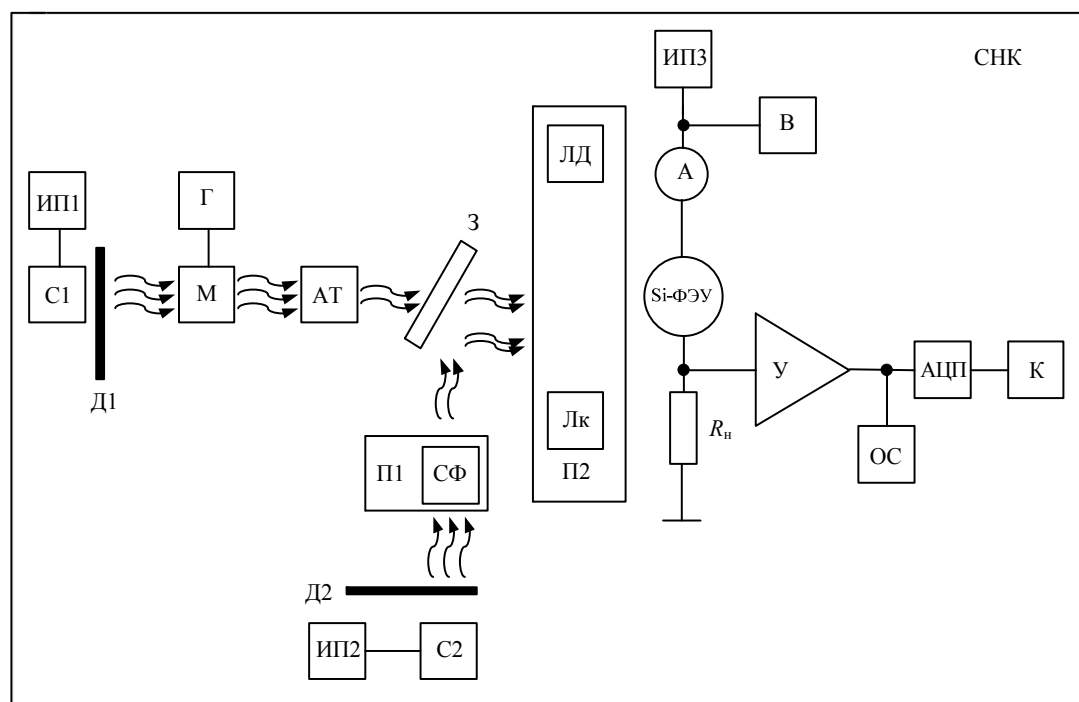 ИП3
СНК
В
ЛД
А
ИП1
Г
З
С1
М
АТ
Si-ФЭУ
Д1
У
АЦП
К
Лк
Rн
П1
СФ
П2
ОС
Д2
ИП2
С2